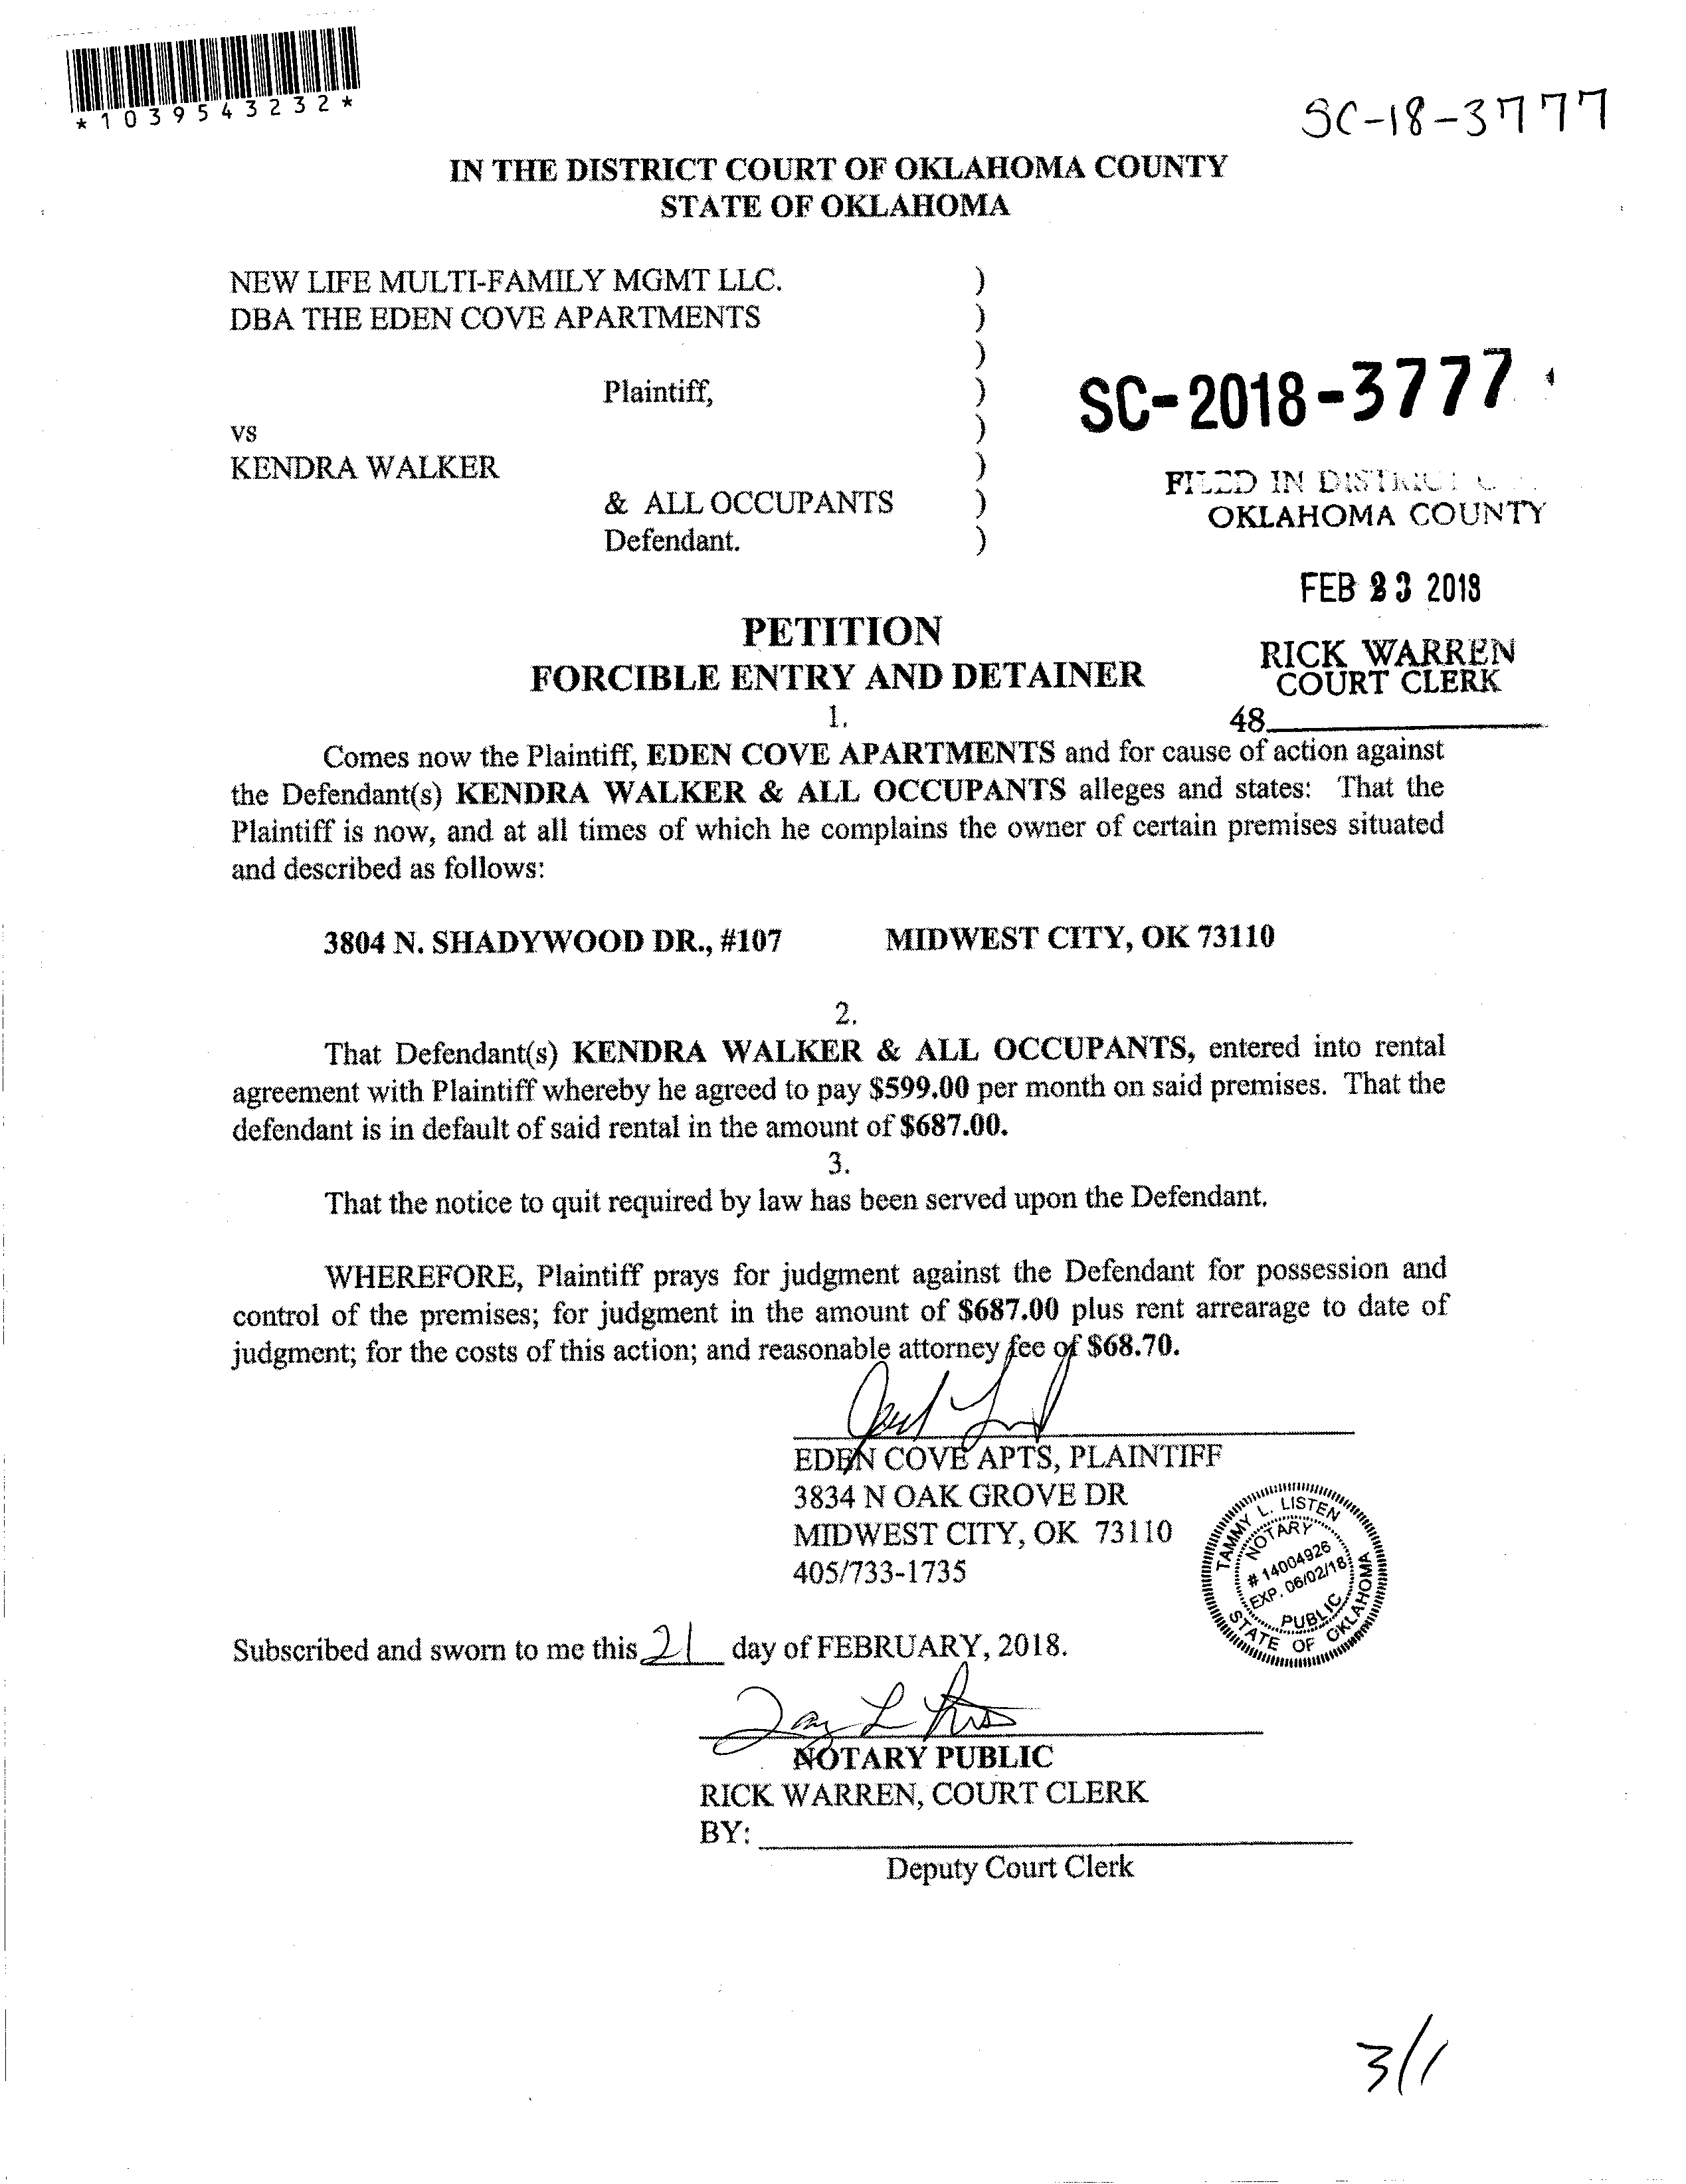 *1039543232*
SC-18-3777
IN THE DISTRICT COURT OF OKLAHOMA COUNTY
STATE OF OKLAHOMA
NEW LIFE MULTI-FAMILY MGMT LLC. )
DBA THE EDEN COVE APARTMENTS )
)
Plaintiff, )
vs )
KENDRA WALKER )
& ALL OCCUPANTS )
Defendant. )
SC-2018-3777
FILED IN DISTRICT
OKLAHOMA COUNTY
FEB 23 2018
RICK WARREN
COURT CLERK
48
PETITION
FORCIBLE ENTRY AND DETAINER
1.
Comes now the Plaintiff, EDEN COVE APARTMENTS and for cause of action against
the Defendant(s) KENDRA WALKER & ALL OCCUPANTS alleges and states: That the
Plaintiff is now, and at all times of which he complains the owner of certain premises situated
and described as follows:
3804 N. SHADYWOOD DR., #107 MIDWEST CITY, OK 73110
2.
That Defendant(s) KENDRA WALKER & ALL OCCUPANTS, entered into rental
agreement with Plaintiff whereby he agreed to pay $599.00 per month on said premises. That the
defendant is in default of said rental in the amount of $687.00.
3.
That the notice to quit required by law has been served upon the Defendant.
WHEREFORE, Plaintiff prays for judgment against the Defendant for possession and
control of the premises; for judgment in the amount of $687.00 plus rent arrearage to date of
judgment; for the costs of this action; and reasonable attorney fee of $68.70.
EDEN COVE APTS, PLAINTIFF
3834 N OAK GROVE DR
MIDWEST CITY, OK 73110
405/733-1735
TAMMY L. LISTEN
NOTARY
# 14004926
EXP. 06/02/18
PUBLIC
STATE OF OKLAHOMA
Subscribed and sworn to me this 21 day of FEBRUARY, 2018.
NOTARY PUBLIC
RICK WARREN, COURT CLERK
BY:
Deputy Court Clerk
3/1